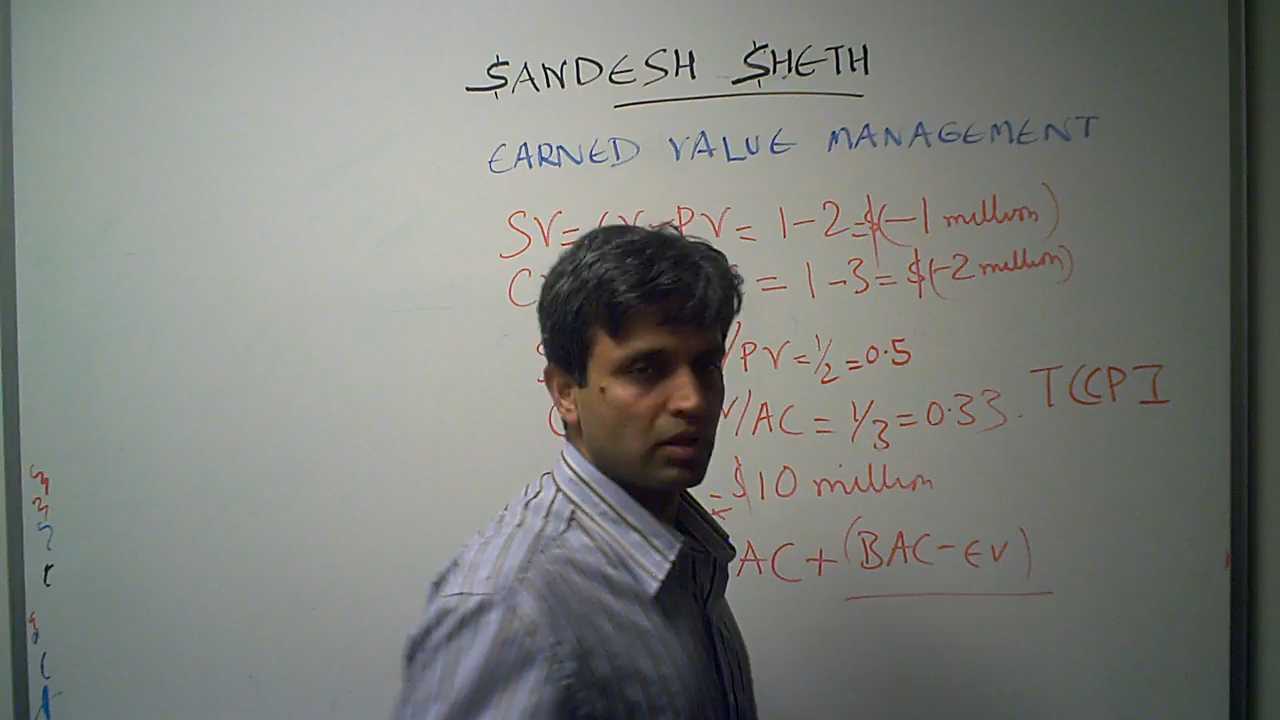 $ANDESH $HETH
EARNED VALUE MANAGEMENT
SV= PV = 1-2=$(-1 million)
C = 1-3=$(-2 million)
/PV=1/2=0.5
/AC = 1/3=0.33. TCPI
=$10 million
AC+(BAC-EV)